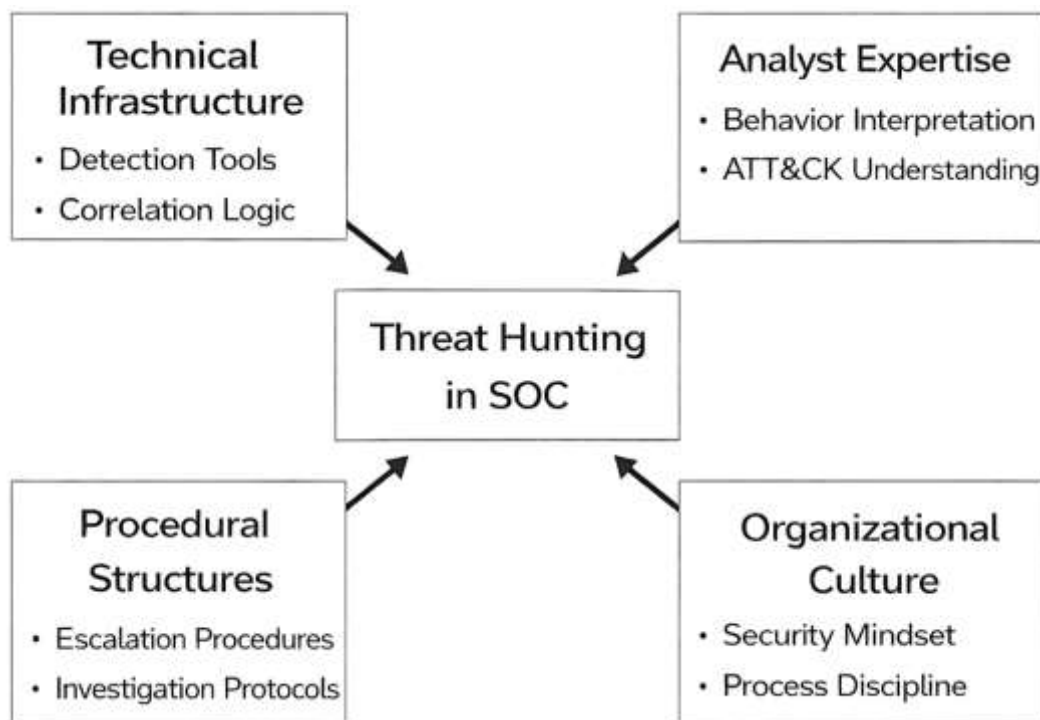 Technical
Infrastructure
• Detection Tools
• Correlation Logic
Analyst Expertise
• Behavior Interpretation
• ATT&CK Understanding
Threat Hunting
in SOC
Procedural
Structures
• Escalation Procedures
• Investigation Protocols
Organizational
Culture
• Security Mindset
• Process Discipline